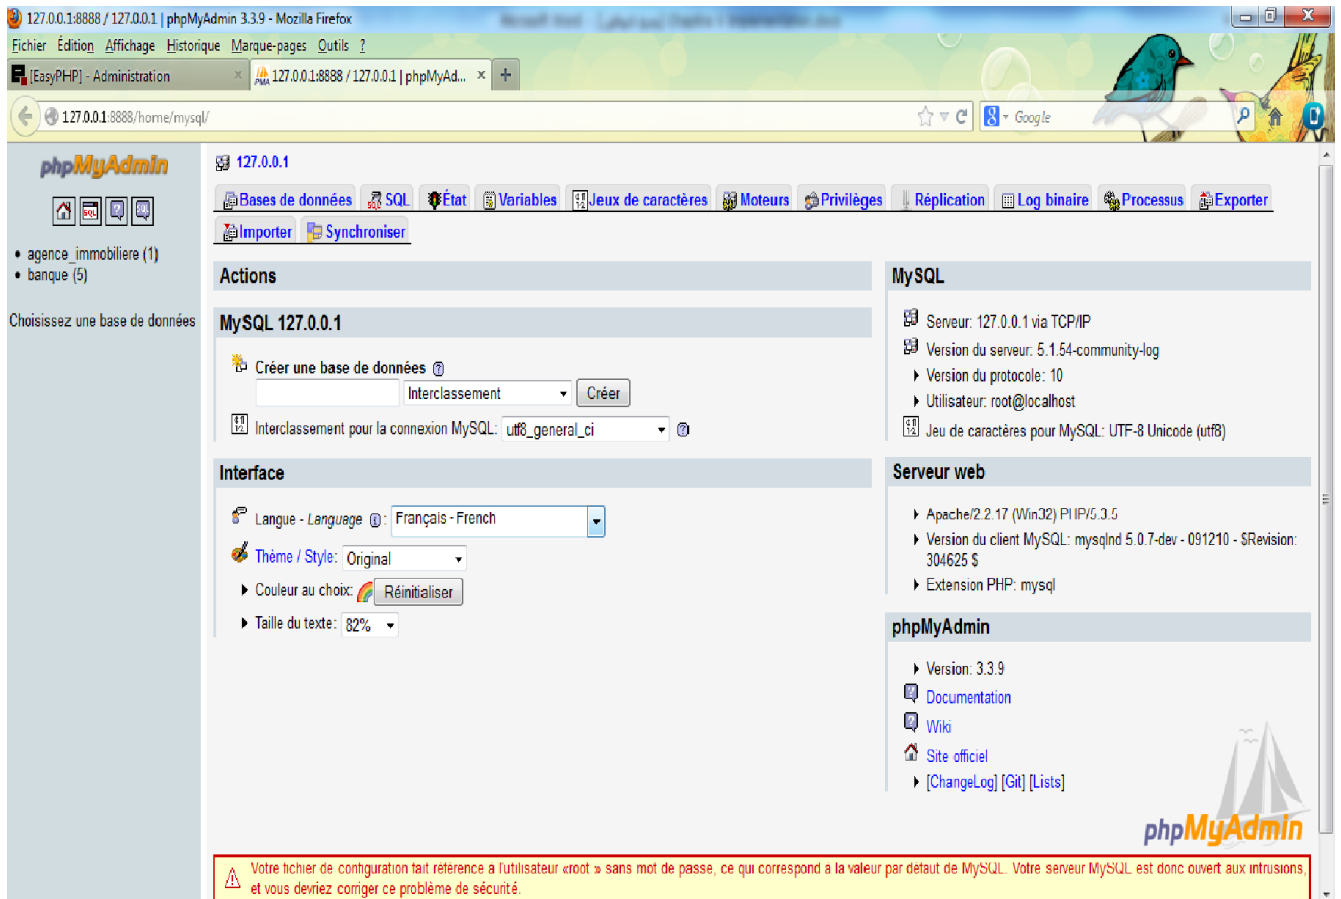 127.0.0.1:8888 / 127.0.0.1 | phpMyAdmin 3.3.9 - Mozilla Firefox
Fichier Édition Affichage Historique Marque-pages Outils ?
[EasyPHP] - Administration
127.0.0.1:8888 / 127.0.0.1 | phpMyAd...
127.0.0.1:8888/home/mysql/
Google
phpMyAdmin
127.0.0.1
Bases de données SQL État Variables Jeux de caractères Moteurs Privilèges Réplication Log binaire Processus Exporter
Importer Synchroniser
agence_immobiliere (1)
banque (5)
Choisissez une base de données
Actions
MySQL 127.0.0.1
Créer une base de données
Interclassement Créer
Interclassement pour la connexion MySQL: utf8_general_ci
Interface
Langue - Language : Français - French
Thème / Style: Original
Couleur au choix: Réinitialiser
Taille du texte: 82%
MySQL
Serveur: 127.0.0.1 via TCP/IP
Version du serveur: 5.1.54-community-log
Version du protocole: 10
Utilisateur: root@localhost
Jeu de caractères pour MySQL: UTF-8 Unicode (utf8)
Serveur web
Apache/2.2.17 (Win32) PHP/5.3.5
Version du client MySQL: mysqlnd 5.0.7-dev - 091210 - $Revision:
304625 $
Extension PHP: mysql
phpMyAdmin
Version: 3.3.9
Documentation
Wiki
Site officiel
[ChangeLog] [Git] [Lists]
phpMyAdmin
Votre fichier de configuration fait référence à l'utilisateur «root » sans mot de passe, ce qui correspond à la valeur par défaut de MySQL. Votre serveur MySQL est donc ouvert aux intrusions,
et vous devriez corriger ce problème de sécurité.